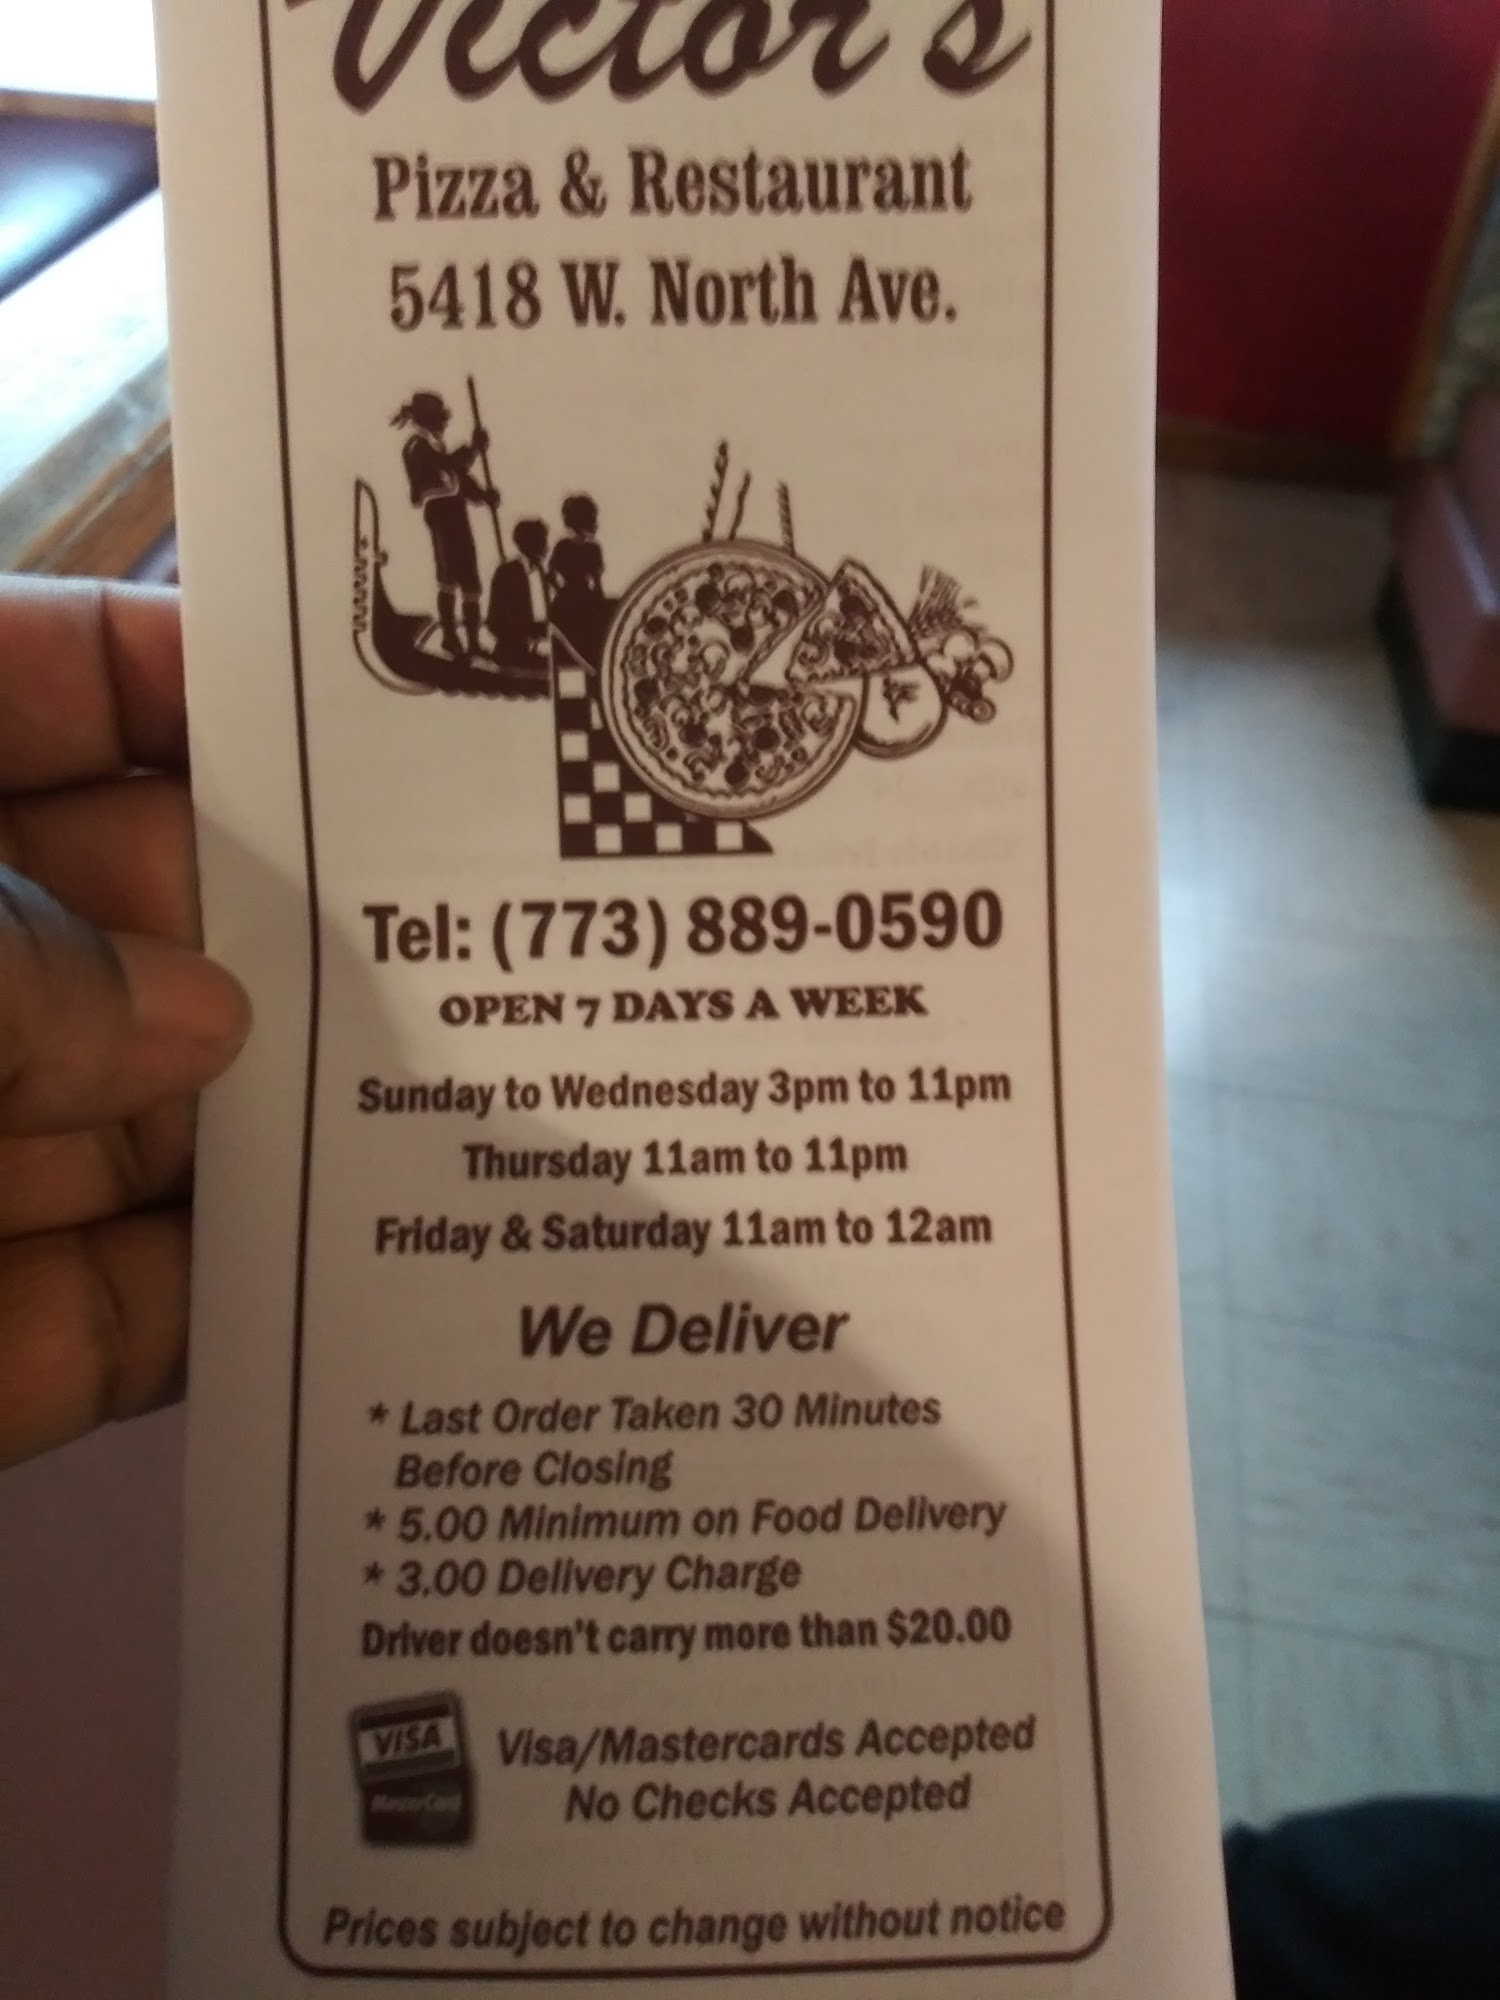 Victor's
Pizza & Restaurant
5418 W. North Ave.
Tel: (773) 889-0590
OPEN 7 DAYS A WEEK
Sunday to Wednesday 3pm to 11pm
Thursday 11am to 11pm
Friday & Saturday 11am to 12am
We Deliver
* Last Order Taken 30 Minutes
Before Closing
* 5.00 Minimum on Food Delivery
* 3.00 Delivery Charge
Driver doesn't carry more than $20.00
VISA
MasterCard
Visa/Mastercards Accepted
No Checks Accepted
Prices subject to change without notice